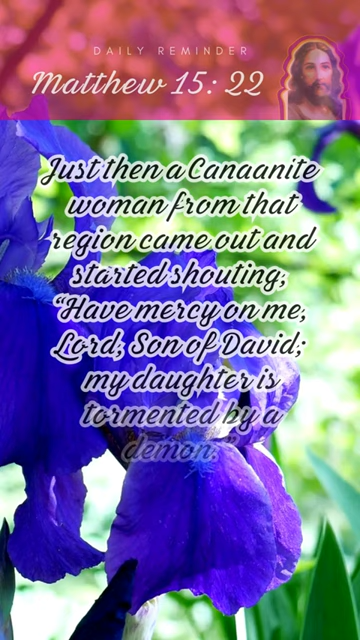 DAILY REMINDER
Matthew 15: 22
Just then a Canaanite
woman from that
region came out and
started shouting,
“Have mercy on me,
Lord, Son of David;
my daughter is
tormented by a
demon.”